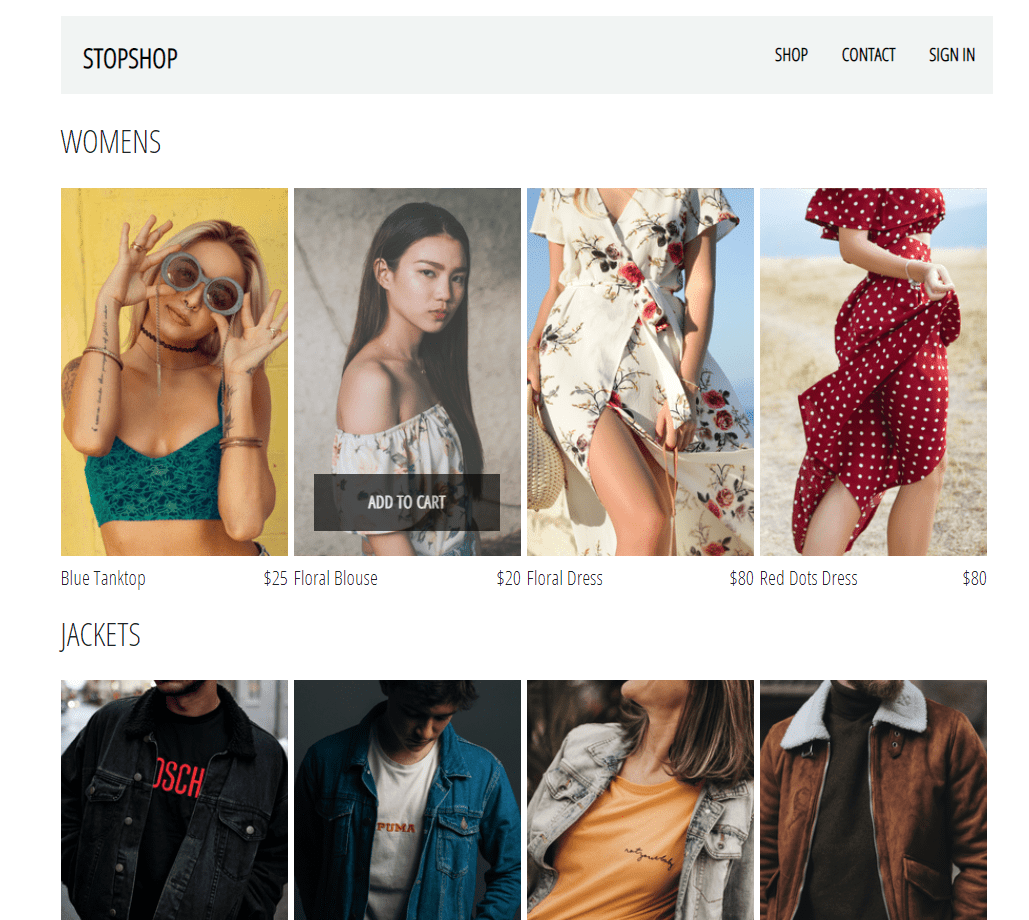 STOPSHOP SHOP CONTACT SIGN IN
WOMENS
ADD TO CART
Blue Tanktop $25 Floral Blouse $20 Floral Dress $80 Red Dots Dress $80
JACKETS
OSCH
PUMA